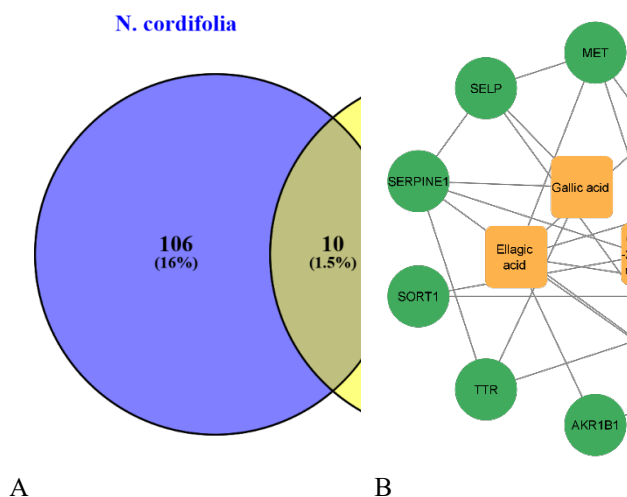 N. cordifolia
106
(16%)
10
(1.5%)
MET
SELP
SERPINE1
Gallic acid
Ellagic
acid
SORT1
TTR
AKR1B1
A
B